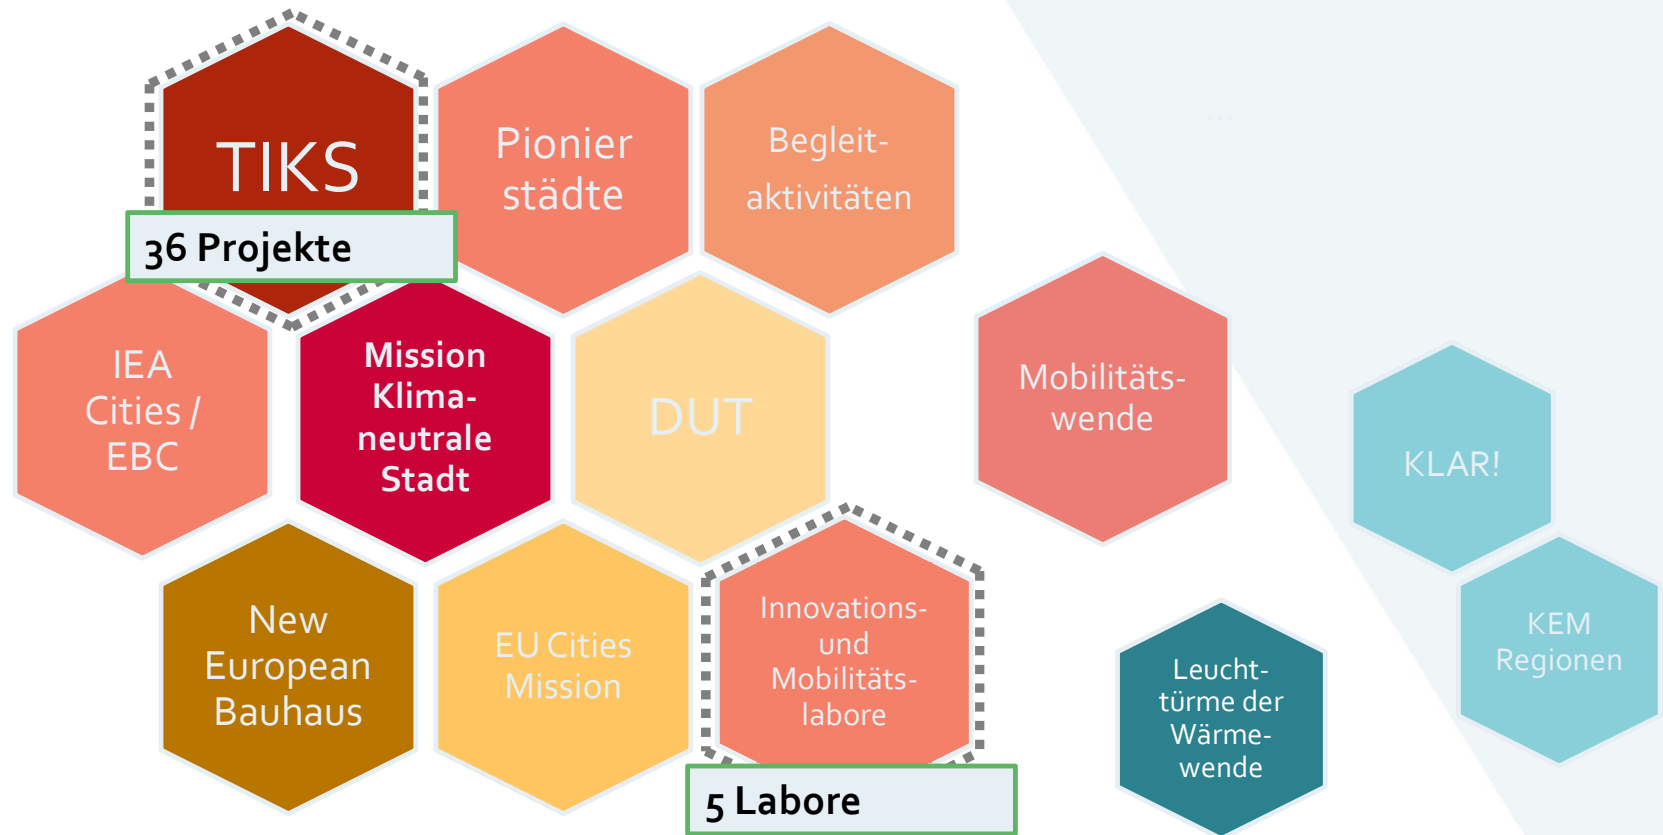 TIKS
36 Projekte
Pionier
städte
Begleit-
aktivitäten
...
IEA
Cities /
EBC
Mission
Klima-
neutrale
Stadt
DUT
Mobilitäts-
wende
KLAR!
New
European
Bauhaus
EU Cities
Mission
Innovations-
und
Mobilitäts-
labore
5 Labore
Leucht-
türme der
Wärme-
wende
KEM
Regionen